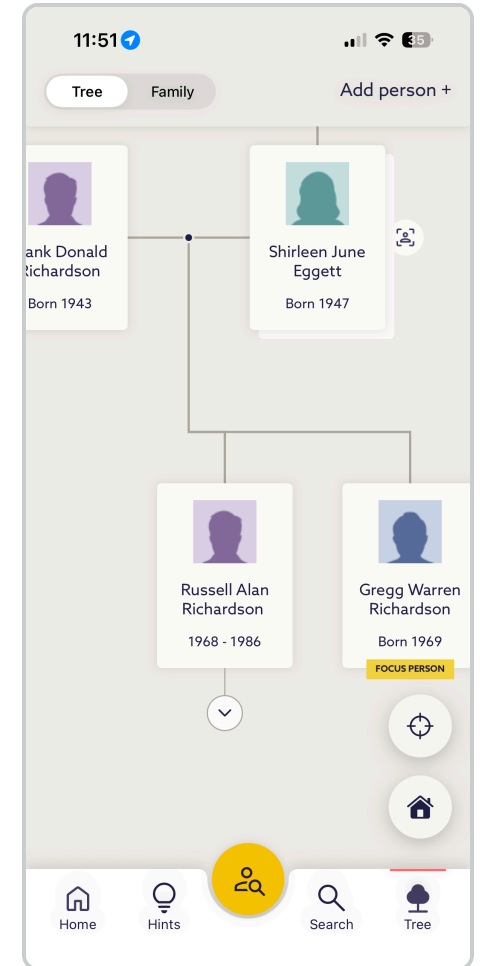 11:51
35
Tree
Family
Add person +
ank Donald
Richardson
Born 1943
Shirleen June
Eggett
Born 1947
Russell Alan
Richardson
1968 - 1986
Gregg Warren
Richardson
Born 1969
FOCUS PERSON
Home
Hints
Search
Tree